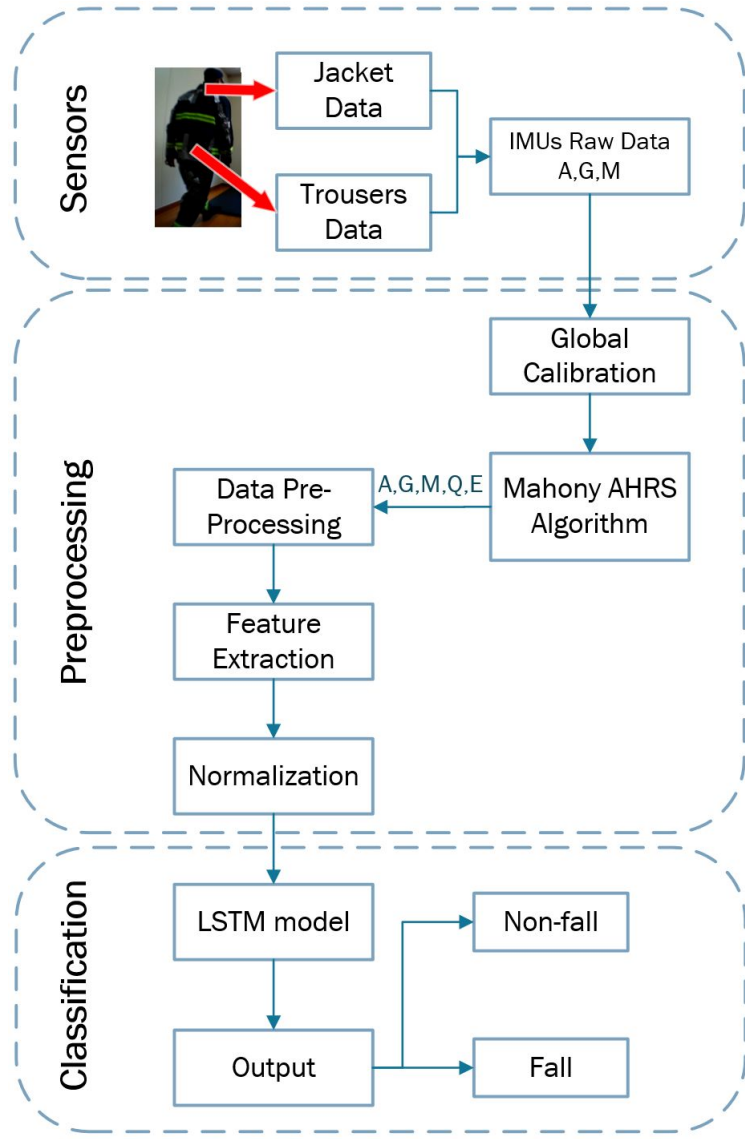 Sensors
Jacket
Data
Trousers
Data
IMUs Raw Data
A,G,M
Preprocessing
Global
Calibration
Mahony AHRS
Algorithm
A,G,M,Q,E
Data Pre-
Processing
Feature
Extraction
Normalization
Classification
LSTM model
Non-fall
Output
Fall